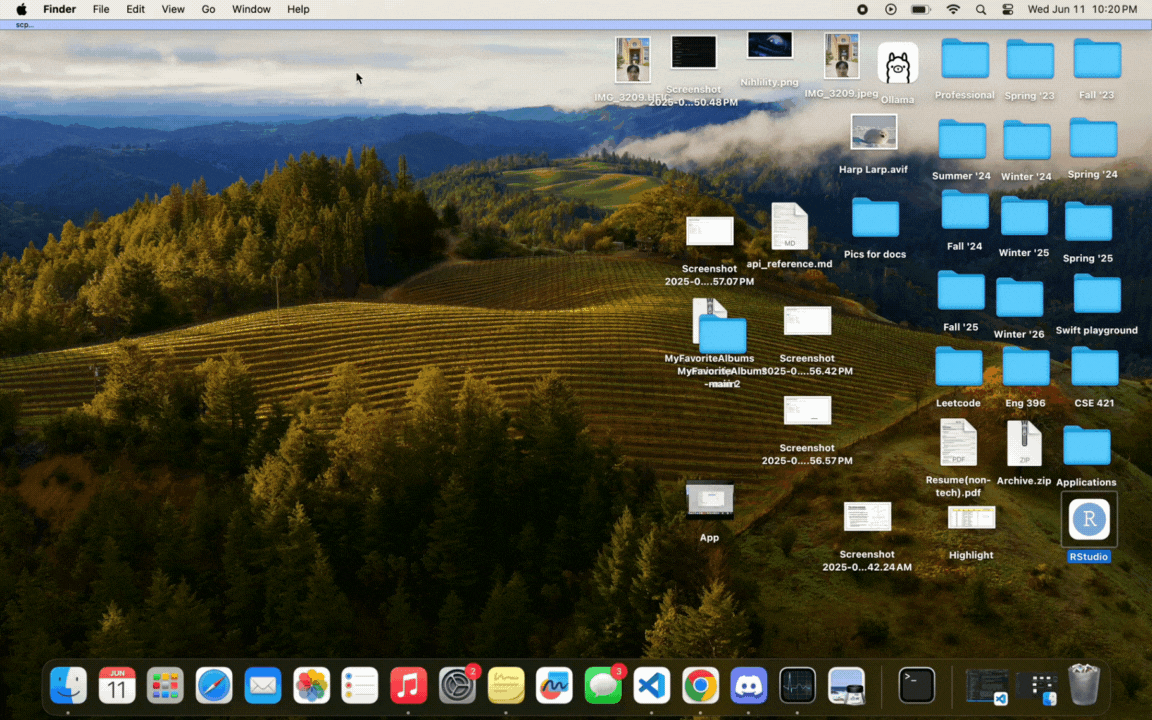 Finder File Edit View Go Window Help Wed Jun 11 10:20 PM
scp...
IMG_3209.HEIC
Screenshot
2025-0....50.48 PM
Nihlility.png
IMG_3209.jpeg
Ollama
Professional
Spring '23
Fall '23
Harp Larp.avif
Summer '24
Winter '24
Spring '24
Screenshot
2025-0....57.07 PM
MD
api_reference.md
Pics for docs
Fall '24
Winter '25
Spring '25
MyFavoriteAlbums
MyFavoriteAlbums
-main 2
Screenshot
2025-0....56.42 PM
Fall '25
Winter '26
Swift playground
Screenshot
2025-0....56.57 PM
Leetcode
Eng 396
CSE 421
PDF
Resume(non-
tech).pdf
ZIP
Archive.zip
Applications
App
Screenshot
2025-0...42.24 AM
Highlight
R
RStudio
JUN
11
2
3
>_